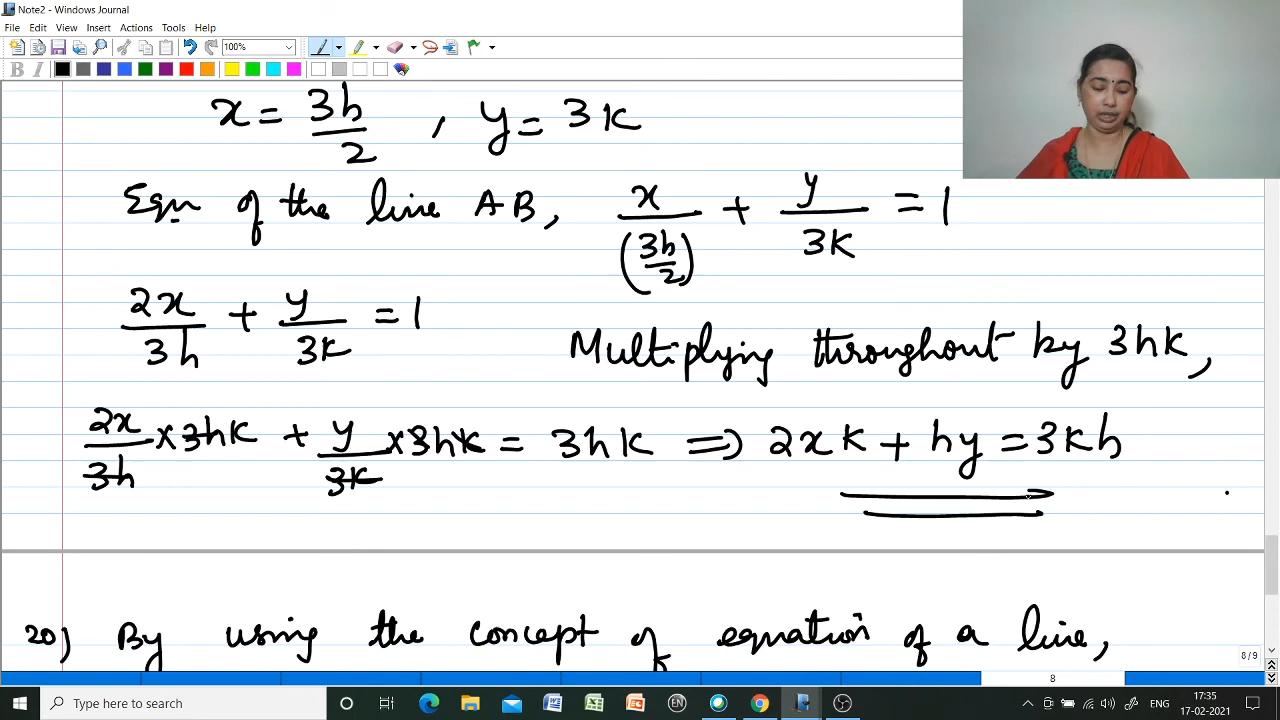 Note2 - Windows Journal
File Edit View Insert Actions Tools Help
100%
B I
x = 3h/2 , y = 3k
Eqn of the line AB, x/(3h/2) + y/3k = 1
2x/3h + y/3k = 1
Multiplying throughout by 3hk,
2x/3h × 3hk + y/3k × 3hk = 3hk ⇒ 2xk + hy = 3kh
20) By using the concept of equation of a line,
8/9
8
Type here to search
EN
ENG
17:35
17-02-2021